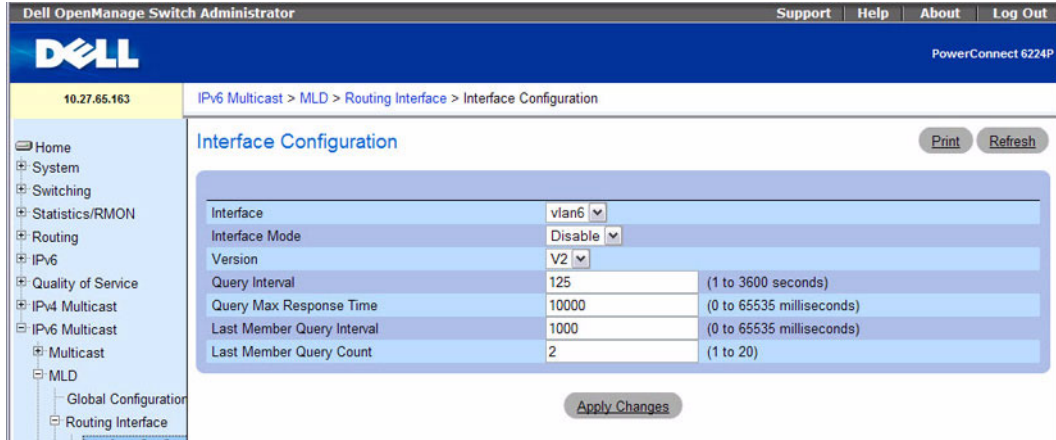 Dell OpenManage Switch Administrator Support Help About Log Out
DELL
PowerConnect 6224P
10.27.65.163 IPv6 Multicast > MLD > Routing Interface > Interface Configuration
Home
System
Switching
Statistics/RMON
Routing
IPv6
Quality of Service
IPv4 Multicast
IPv6 Multicast
Multicast
MLD
Global Configuration
Routing Interface
Interface Configuration
Print Refresh
Interface vlan6
Interface Mode Disable
Version V2
Query Interval 125 (1 to 3600 seconds)
Query Max Response Time 10000 (0 to 65535 milliseconds)
Last Member Query Interval 1000 (0 to 65535 milliseconds)
Last Member Query Count 2 (1 to 20)
Apply Changes